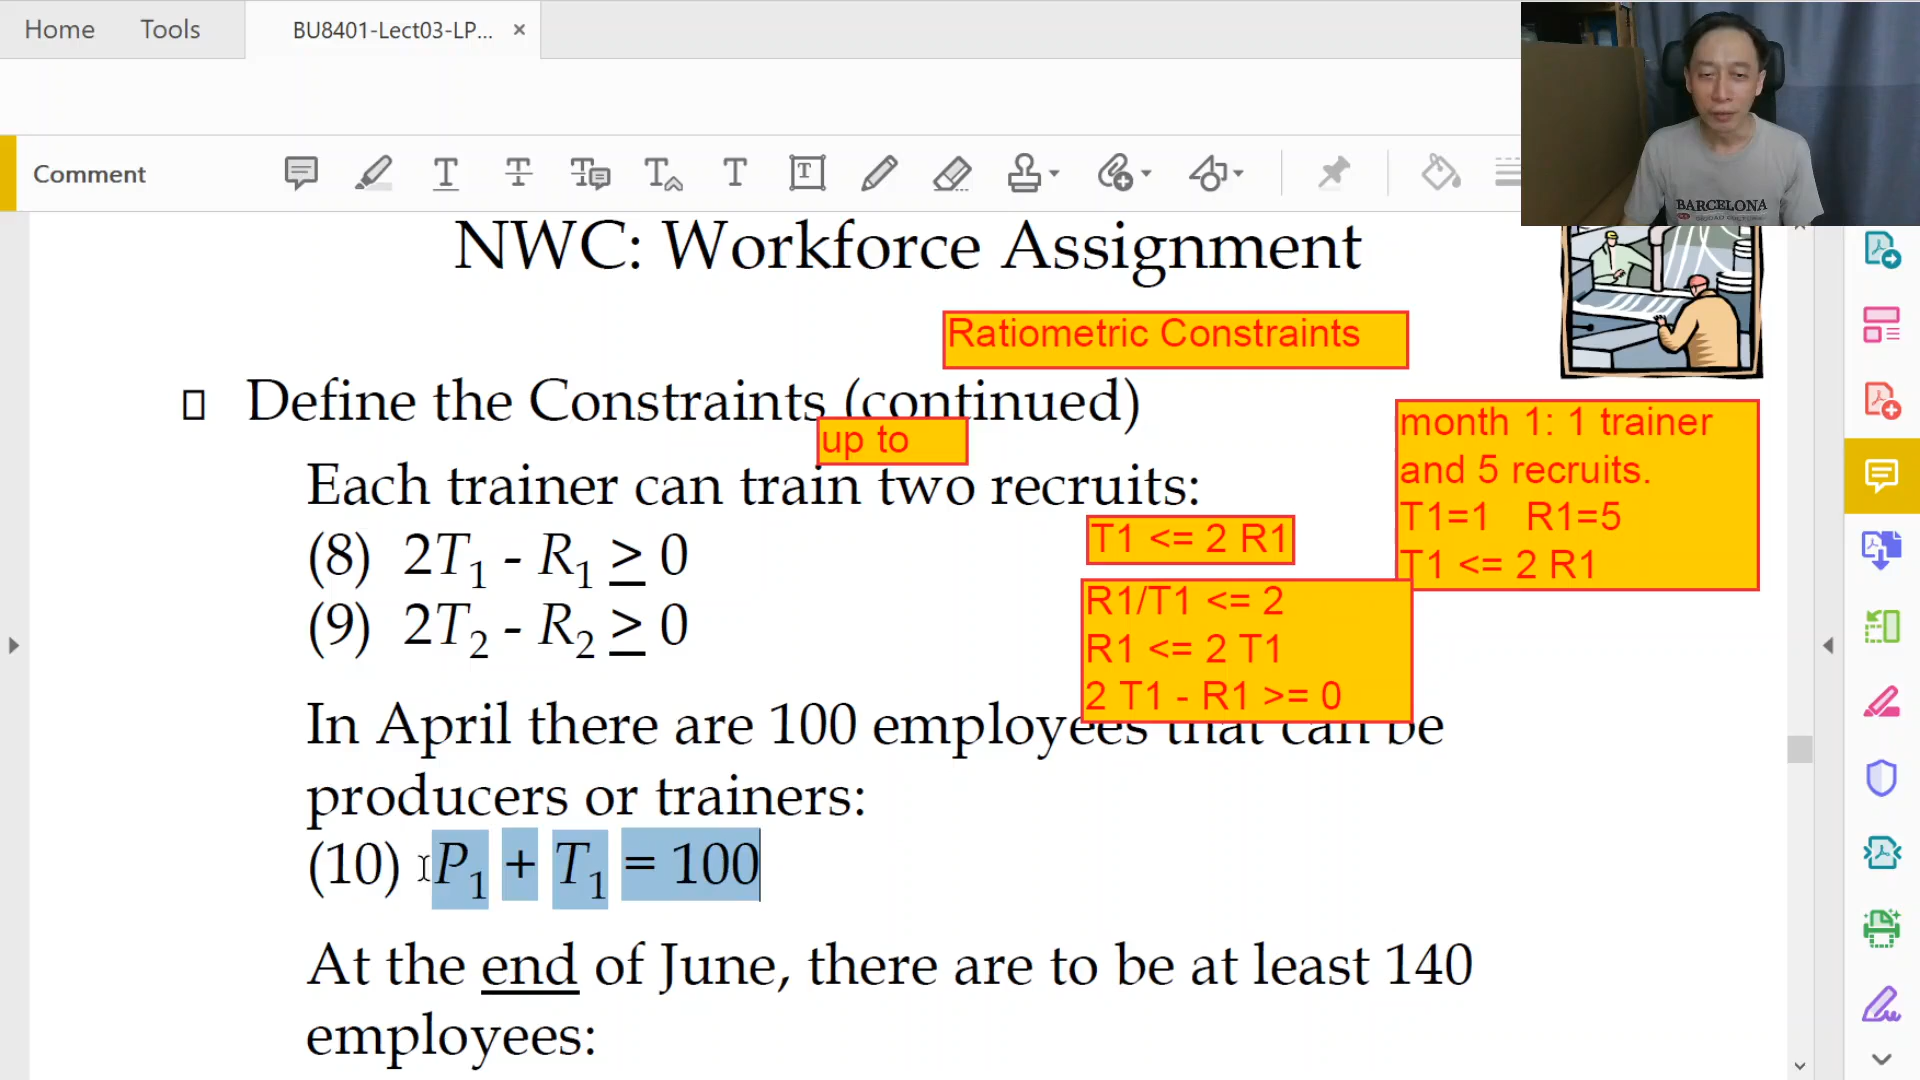 Home
Tools
BU8401-Lect03-LP... ×
Comment
BARCELONA
NWC: Workforce Assignment
Ratiometric Constraints
Define the Constraints (continued)
up to
Each trainer can train two recruits:
(8) 2T1 - R1 ≥ 0
(9) 2T2 - R2 ≥ 0
month 1: 1 trainer
and 5 recruits.
T1=1 R1=5
T1 <= 2 R1
T1 <= 2 R1
R1/T1 <= 2
R1 <= 2 T1
2 T1 - R1 >= 0
In April there are 100 employees that can be
producers or trainers:
(10) P1 + T1 = 100
At the end of June, there are to be at least 140
employees: